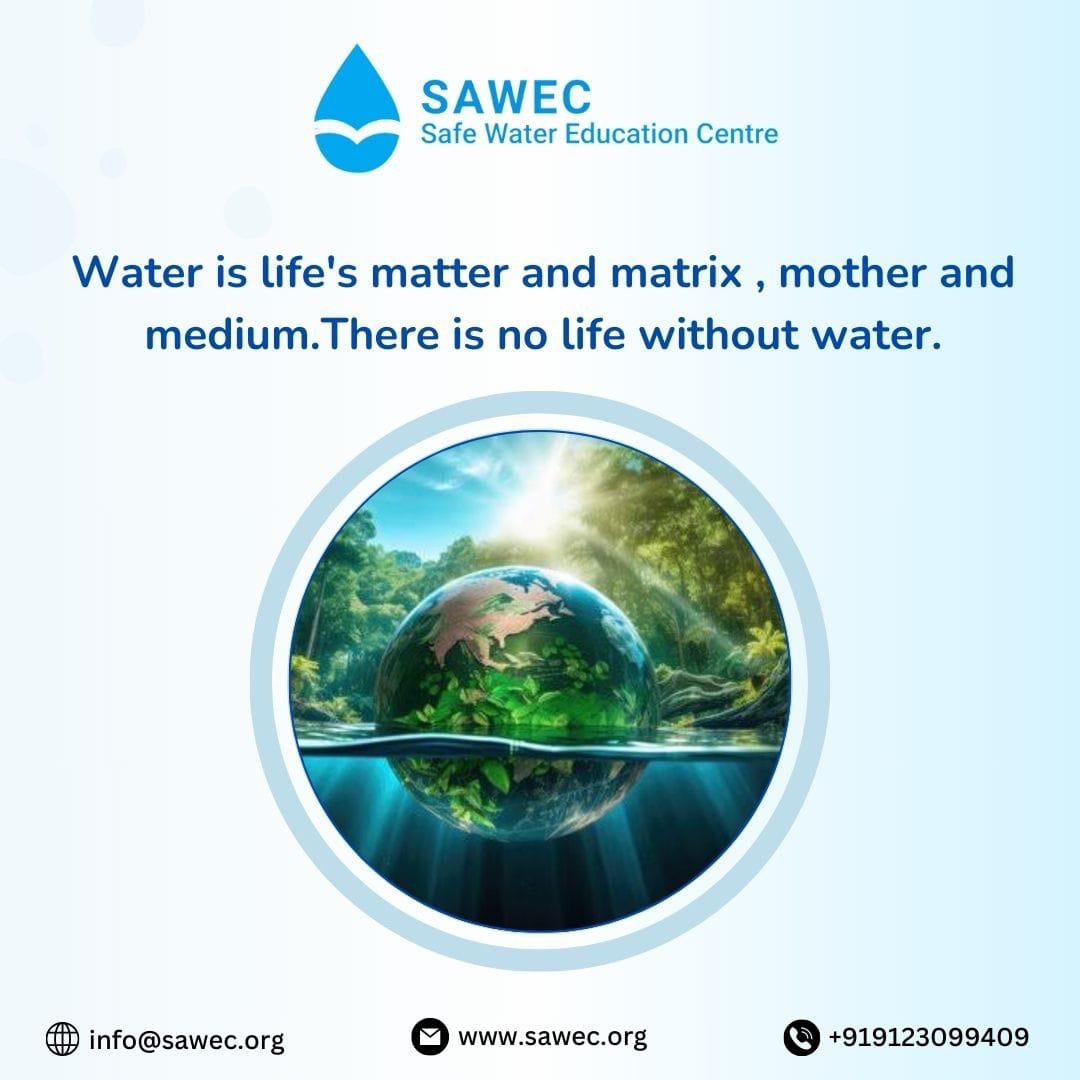 SAWEC
Safe Water Education Centre
Water is life's matter and matrix , mother and
medium.There is no life without water.
info@sawec.org
www.sawec.org
+919123099409